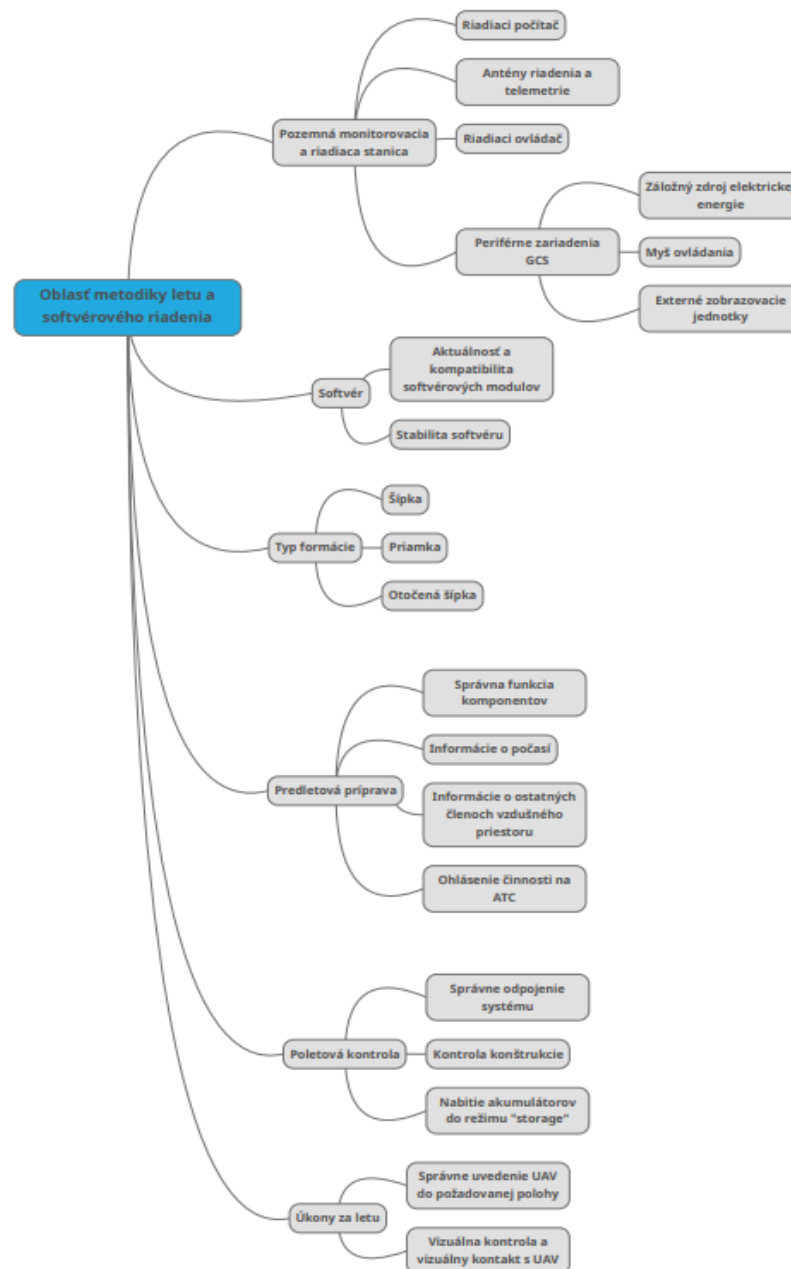 Riadiaci počítač
Antény riadenia a
telemetrie
Pozemná monitorovacia
a riadiaca stanica
Riadiaci ovládač
Záložný zdroj elektricke
energie
Periférne zariadenia
GCS
Myš ovládania
Externé zobrazovacie
jednotky
Oblasť metodiky letu a
softvérového riadenia
Aktuálnosť a
kompatibilita
softvérových modulov
Softvér
Stabilita softvéru
Šípka
Typ formácie
Priamka
Otočená šípka
Správna funkcia
komponentov
Informácie o počasí
Predletová príprava
Informácie o ostatných
členoch vzdušného
priestoru
Ohlásenie činnosti na
ATC
Správne odpojenie
systému
Poletová kontrola
Kontrola konštrukcie
Nabitie akumulátorov
do režimu "storage"
Správne uvedenie UAV
do požadovanej polohy
Úkony za letu
Vizuálna kontrola a
vizuálny kontakt s UAV